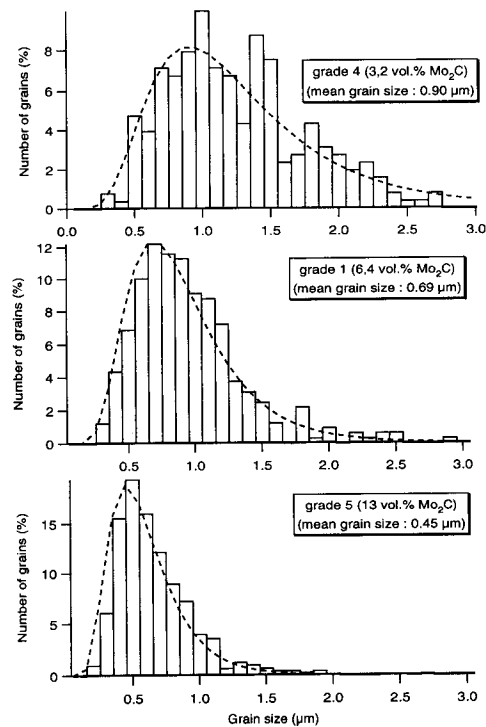 Number of grains (%)
8
6
4
2
0
grade 4 (3,2 vol.% Mo₂C)
(mean grain size : 0.90 µm)
0.0 0.5 1.0 1.5 2.0 2.5 3.0
Number of grains (%)
12
10
8
6
4
2
0
grade 1 (6,4 vol.% Mo₂C)
(mean grain size : 0.69 µm)
0.5 1.0 1.5 2.0 2.5 3.0
Number of grains (%)
15
10
5
0
grade 5 (13 vol.% Mo₂C)
(mean grain size : 0.45 µm)
0.5 1.0 1.5 2.0 2.5 3.0
Grain size (µm)